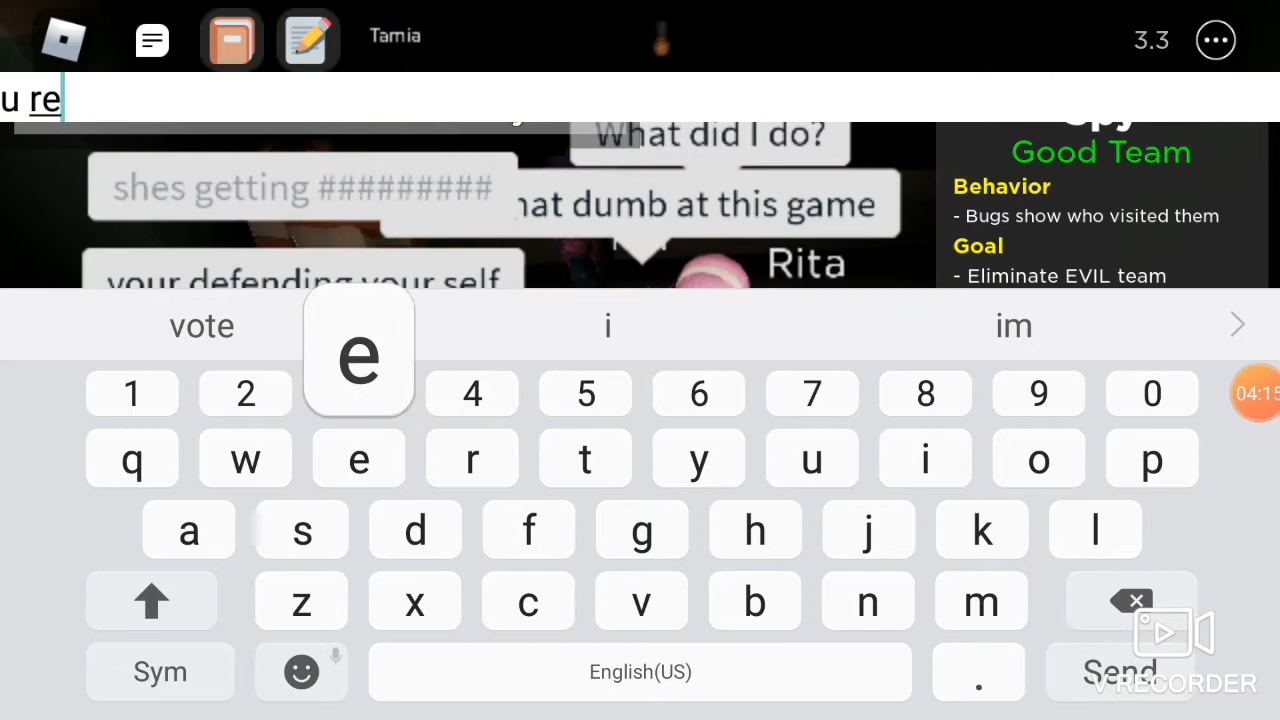 Tamia
3.3
u re
What did I do?
shes getting #########
hat dumb at this game
your defending your self
Rita
Spy
Good Team
Behavior
- Bugs show who visited them
Goal
- Eliminate EVIL team
vote
i
im
e
1 2 4 5 6 7 8 9 0
04:15
q w e r t y u i o p
a s d f g h j k l
z x c v b n m
Sym
English(US)
.
Send
V RECORDER